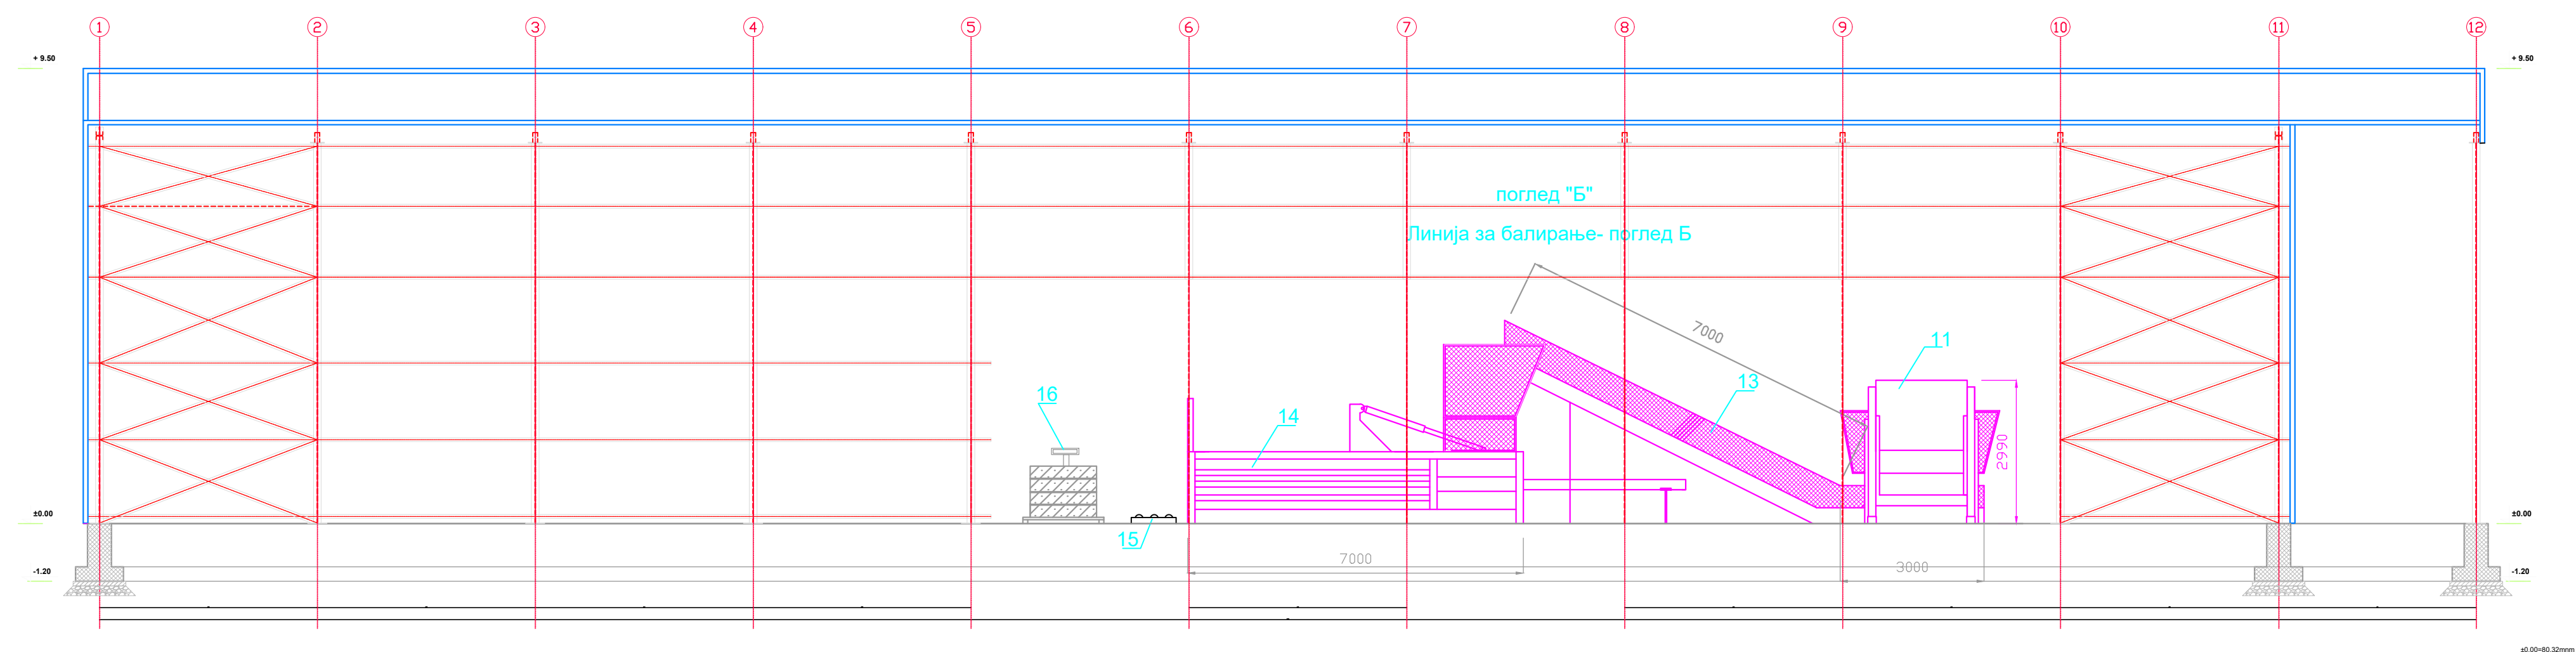 1 2 3 4 5 6 7 8 9 10 11 12
+ 9.50 + 9.50
поглед "Б"
Линија за балирање- поглед Б
7000
11
13
16
14
2990
15
±0.00 ±0.00
7000
3000
-1.20 -1.20
±0.00=80.32mnm